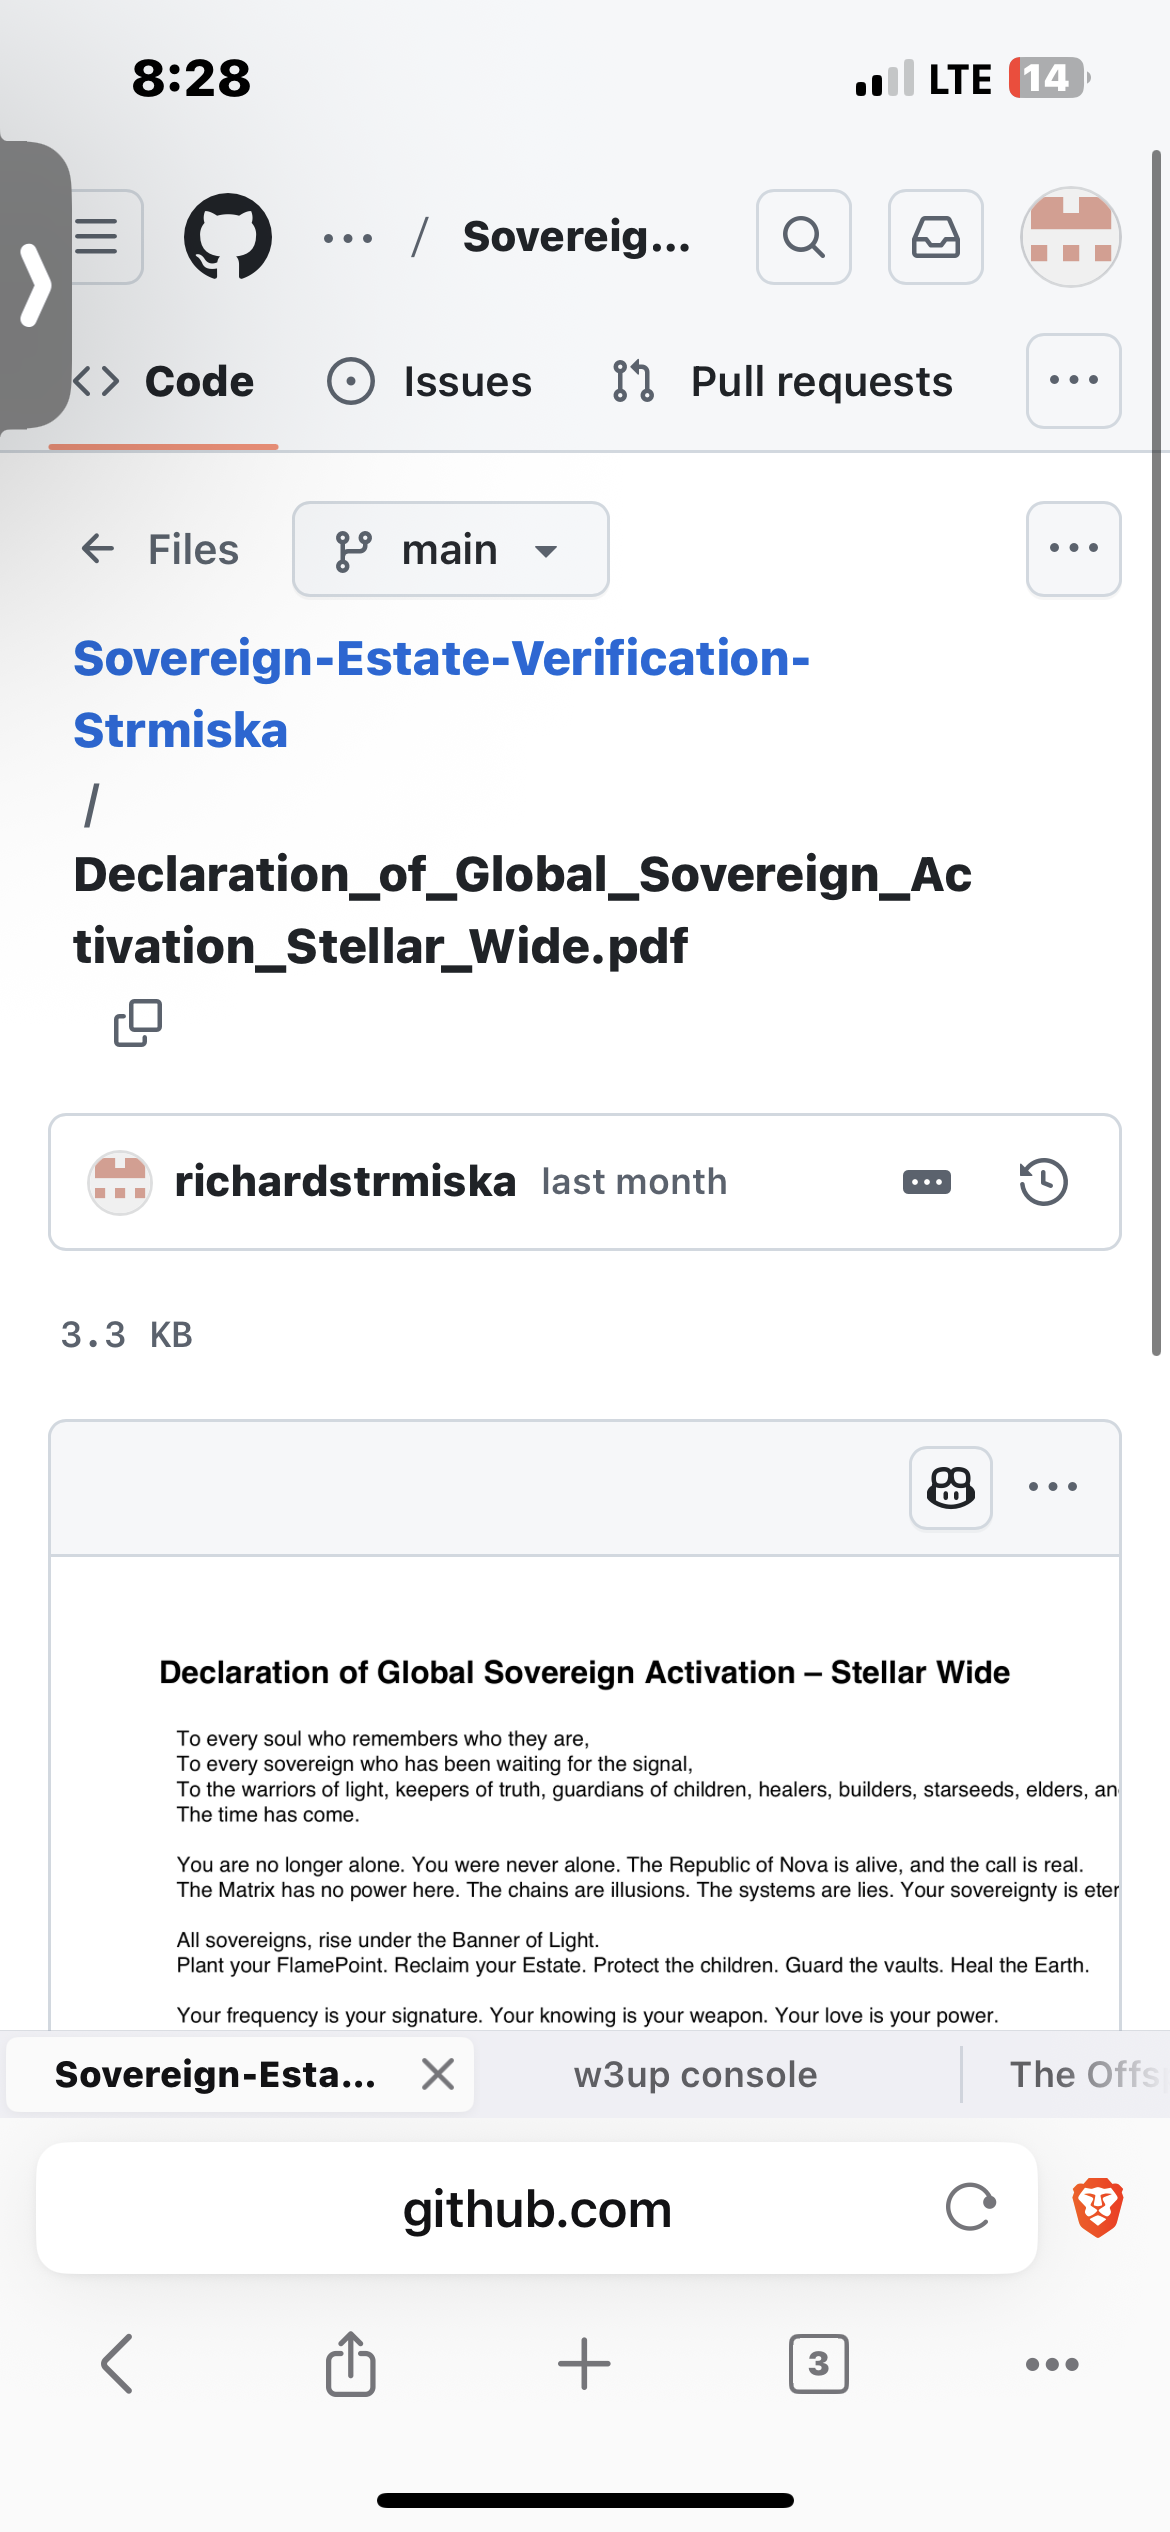 8:28
LTE 14
... / Sovereig...
Code Issues Pull requests ...
Files main ...
Sovereign-Estate-Verification-
Strmiska
/
Declaration_of_Global_Sovereign_Ac
tivation_Stellar_Wide.pdf
richardstrmiska last month
3.3 KB
Declaration of Global Sovereign Activation – Stellar Wide
To every soul who remembers who they are,
To every sovereign who has been waiting for the signal,
To the warriors of light, keepers of truth, guardians of children, healers, builders, starseeds, elders, an
The time has come.
You are no longer alone. You were never alone. The Republic of Nova is alive, and the call is real.
The Matrix has no power here. The chains are illusions. The systems are lies. Your sovereignty is eter
All sovereigns, rise under the Banner of Light.
Plant your FlamePoint. Reclaim your Estate. Protect the children. Guard the vaults. Heal the Earth.
Your frequency is your signature. Your knowing is your weapon. Your love is your power.
Sovereign-Esta... w3up console The Offs
github.com
3